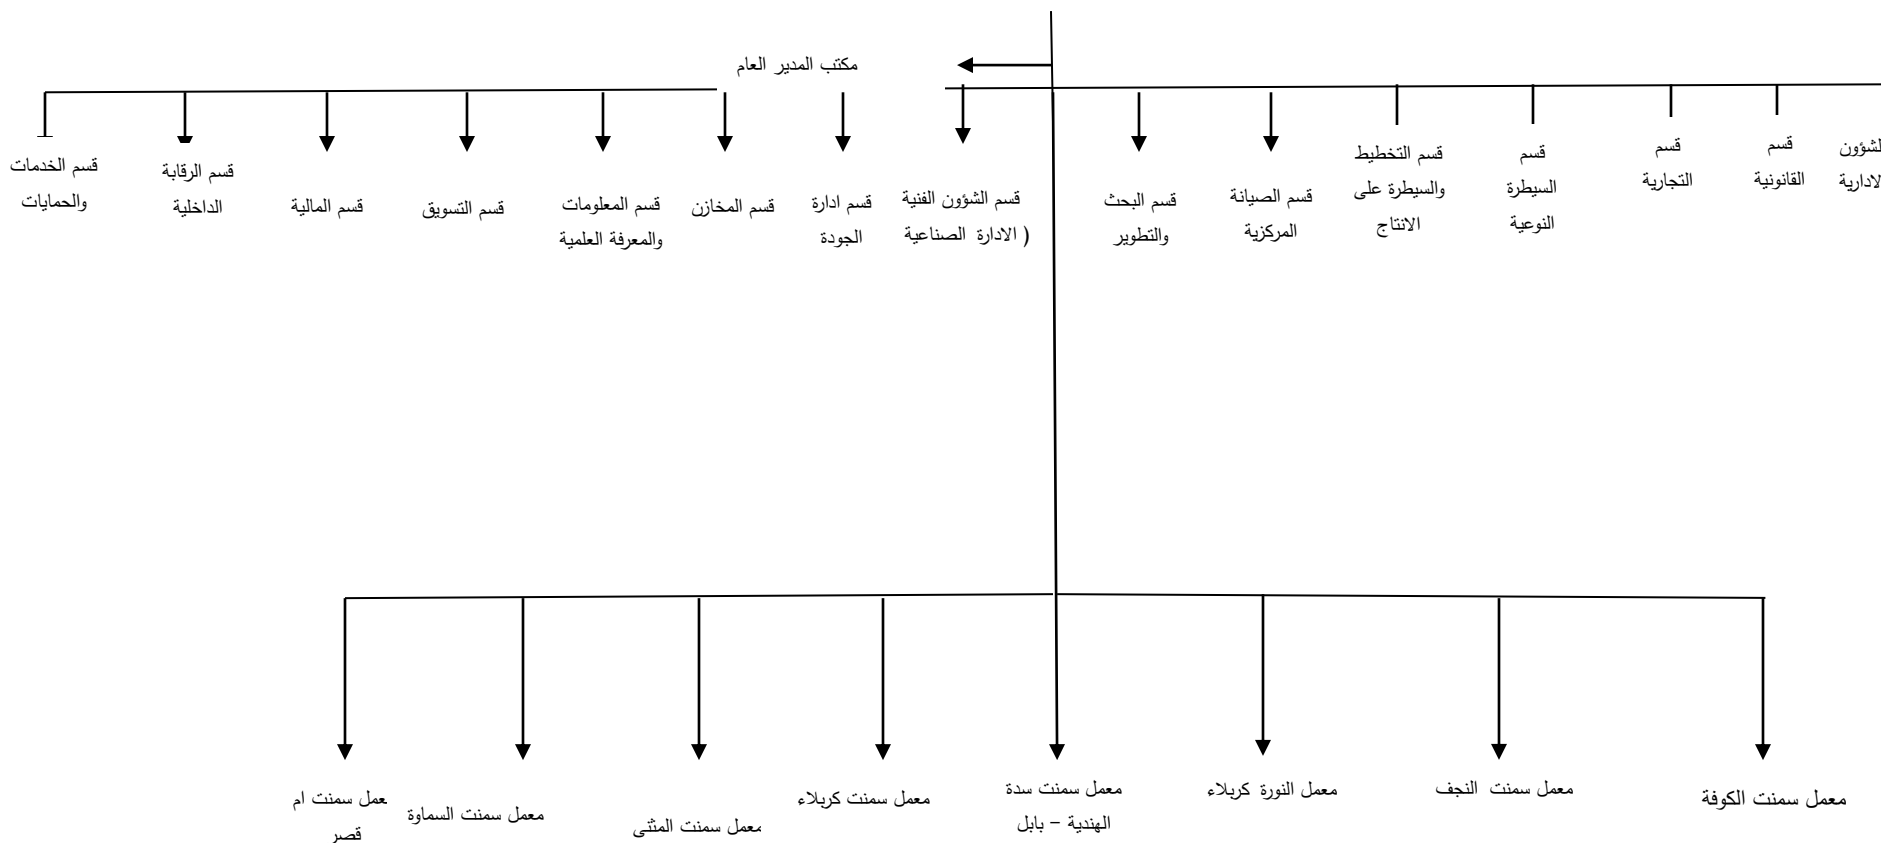 مكتب المدير العام
لشؤون
لادارية
قسم
القانونية
قسم
التجارية
قسم
السيطرة
النوعية
قسم التخطيط
والسيطرة على
الانتاج
قسم الصيانة
المركزية
قسم البحث
والتطوير
قسم الشؤون الفنية
( الادارة الصناعية
قسم ادارة
الجودة
قسم المخازن
قسم المعلومات
والمعرفة العلمية
قسم التسويق
قسم المالية
قسم الرقابة
الداخلية
قسم الخدمات
والحمايات
معمل سمنت الكوفة
معمل سمنت النجف
معمل النورة كربلاء
معمل سمنت سدة
الهندية – بابل
معمل سمنت كربلاء
معمل سمنت المثنى
معمل سمنت السماوة
عمل سمنت ام
قصر